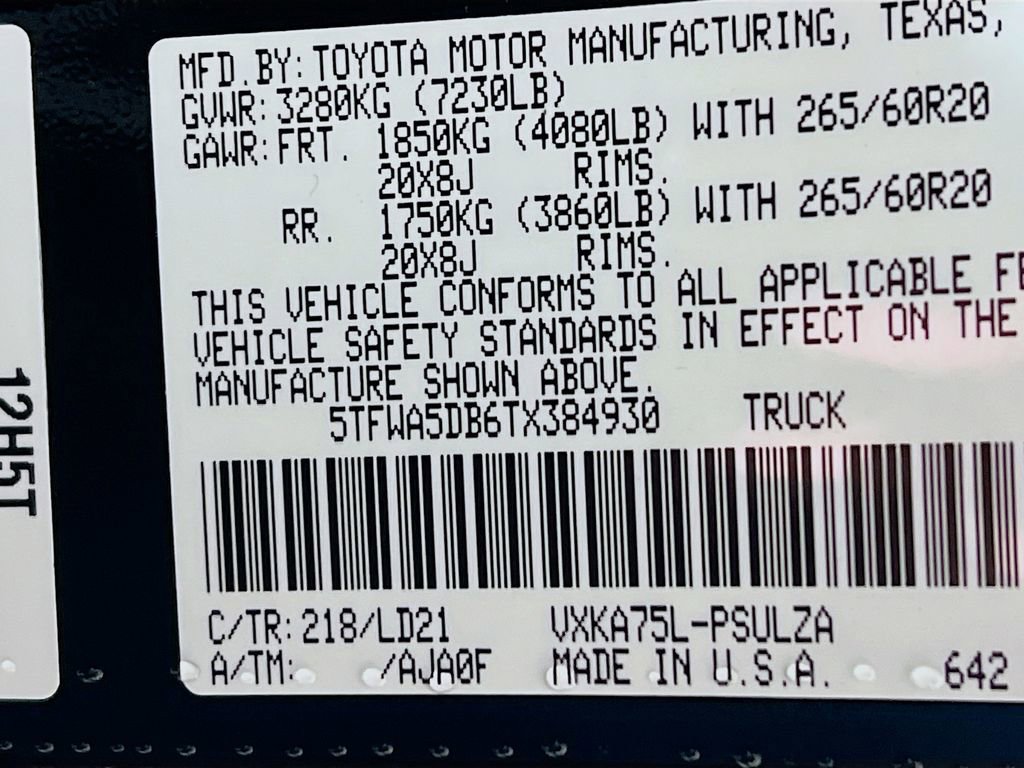 MFD.BY: TOYOTA MOTOR MANUFACTURING, TEXAS,
GVWR: 3280KG (7230LB)
GAWR: FRT. 1850KG (4080LB) WITH 265/60R20
20X8J RIMS.
RR. 1750KG (3860LB) WITH 265/60R20
20X8J RIMS.
THIS VEHICLE CONFORMS TO ALL APPLICABLE FE
VEHICLE SAFETY STANDARDS IN EFFECT ON THE
MANUFACTURE SHOWN ABOVE.
5TFWA5DB6TX384930 TRUCK
C/TR: 218/LD21 VXKA75L-PSULZA
A/TM: /AJA0F MADE IN U.S.A. 642
12H5T